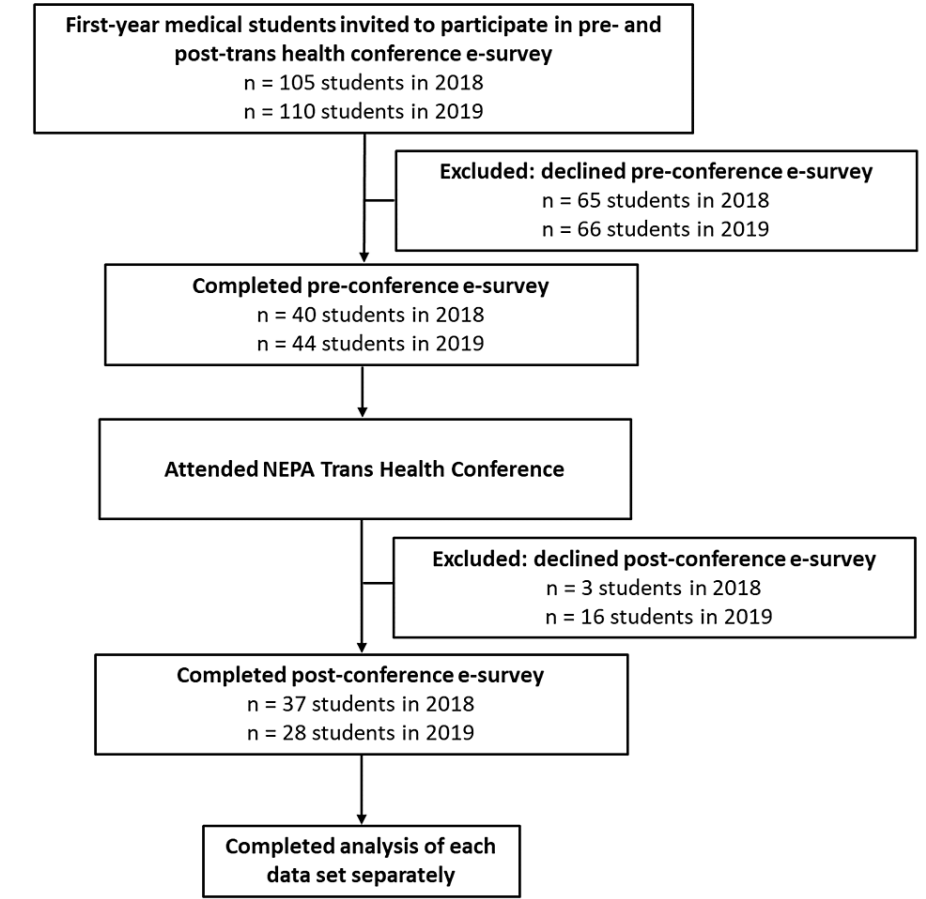 First-year medical students invited to participate in pre- and
post-trans health conference e-survey
n = 105 students in 2018
n = 110 students in 2019
Excluded: declined pre-conference e-survey
n = 65 students in 2018
n = 66 students in 2019
Completed pre-conference e-survey
n = 40 students in 2018
n = 44 students in 2019
Attended NEPA Trans Health Conference
Excluded: declined post-conference e-survey
n = 3 students in 2018
n = 16 students in 2019
Completed post-conference e-survey
n = 37 students in 2018
n = 28 students in 2019
Completed analysis of each
data set separately